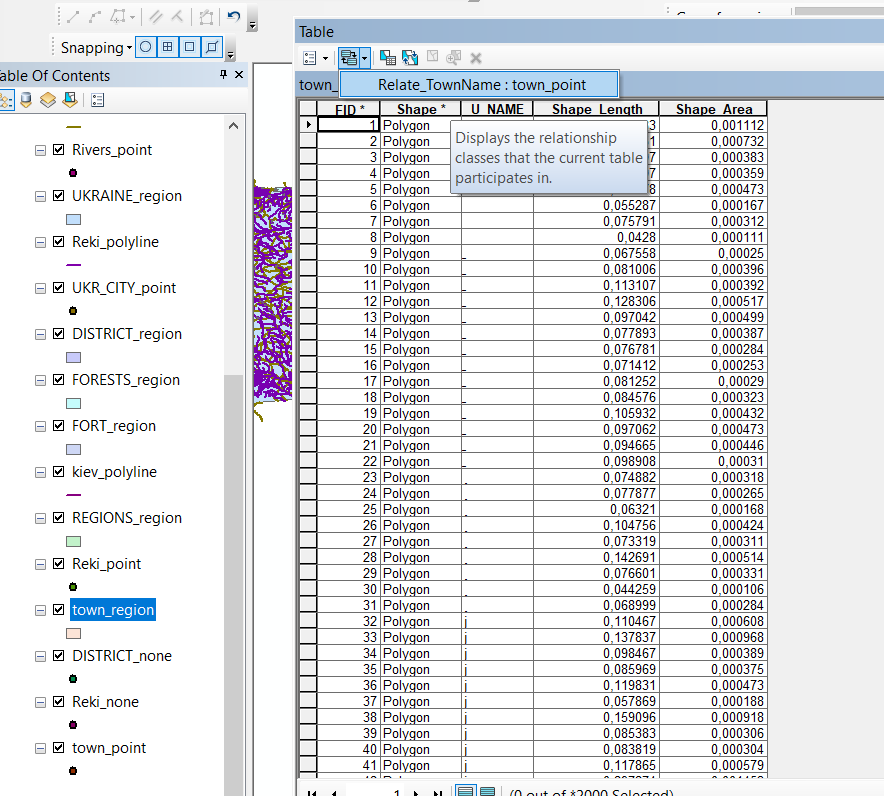 Snapping
Table
Table Of Contents
town_
Relate_TownName : town_point
Displays the relationship
classes that the current table
participates in.
Rivers_point
UKRAINE_region
Reki_polyline
UKR_CITY_point
DISTRICT_region
FORESTS_region
FORT_region
kiev_polyline
REGIONS_region
Reki_point
town_region
DISTRICT_none
Reki_none
town_point
FID * Shape * U_NAME Shape_Length Shape_Area
1 Polygon 3 0,001112
2 Polygon 1 0,000732
3 Polygon 7 0,000383
4 Polygon 7 0,000359
5 Polygon 8 0,000473
6 Polygon 0,055287 0,000167
7 Polygon 0,075791 0,000312
8 Polygon 0,0428 0,000111
9 Polygon _ 0,067558 0,00025
10 Polygon _ 0,081006 0,000396
11 Polygon _ 0,113107 0,000392
12 Polygon _ 0,128306 0,000517
13 Polygon _ 0,097042 0,000499
14 Polygon _ 0,077893 0,000387
15 Polygon _ 0,076781 0,000284
16 Polygon _ 0,071412 0,000253
17 Polygon _ 0,081252 0,00029
18 Polygon _ 0,084576 0,000323
19 Polygon _ 0,105932 0,000432
20 Polygon _ 0,097062 0,000473
21 Polygon _ 0,094665 0,000446
22 Polygon _ 0,098908 0,00031
23 Polygon . 0,074882 0,000318
24 Polygon . 0,077877 0,000265
25 Polygon . 0,06321 0,000168
26 Polygon . 0,104756 0,000424
27 Polygon . 0,073319 0,000311
28 Polygon . 0,142691 0,000514
29 Polygon . 0,076601 0,000331
30 Polygon . 0,044259 0,000106
31 Polygon . 0,068999 0,000284
32 Polygon j 0,110467 0,000608
33 Polygon j 0,137837 0,000968
34 Polygon j 0,098467 0,000389
35 Polygon j 0,085969 0,000375
36 Polygon j 0,119831 0,000473
37 Polygon j 0,057869 0,000188
38 Polygon j 0,159096 0,000918
39 Polygon j 0,085383 0,000306
40 Polygon j 0,083819 0,000304
41 Polygon j 0,117865 0,000579
1 (0 out of *2000 Selected)